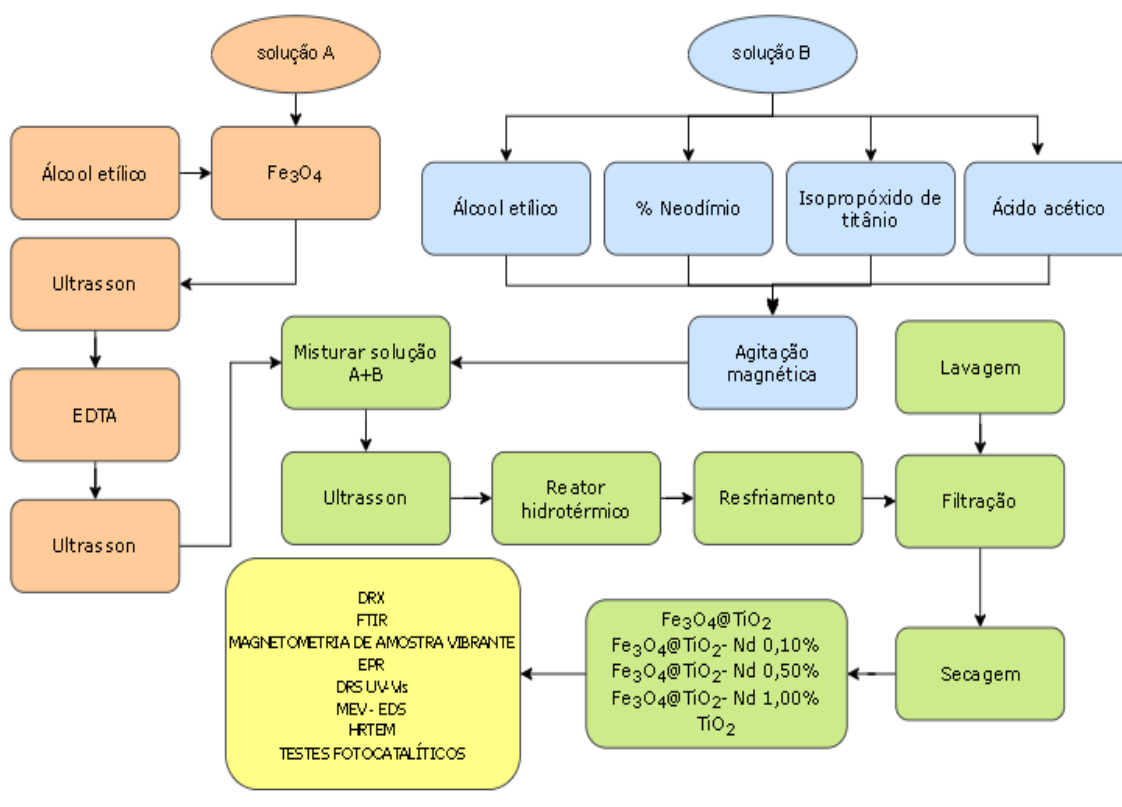 solução A
solução B
Álcool etílico
Fe₃O₄
Álcool etílico
% Neodímio
Isopropóxido de
titânio
Ácido acético
Ultrasson
Misturar solução
A+B
Agitação
magnética
Lavagem
EDTA
Ultrasson
Reator
hidrotérmico
Resfriamento
Filtração
Ultrasson
DRX
FTIR
MAGNETOMETRIA DE AMOSTRA VIBRANTE
EPR
DRS UV-Vis
MEV - EDS
HRTEM
TESTES FOTOCATALÍTICOS
Fe₃O₄@TiO₂
Fe₃O₄@TiO₂- Nd 0,10%
Fe₃O₄@TiO₂- Nd 0,50%
Fe₃O₄@TiO₂- Nd 1,00%
TiO₂
Secagem